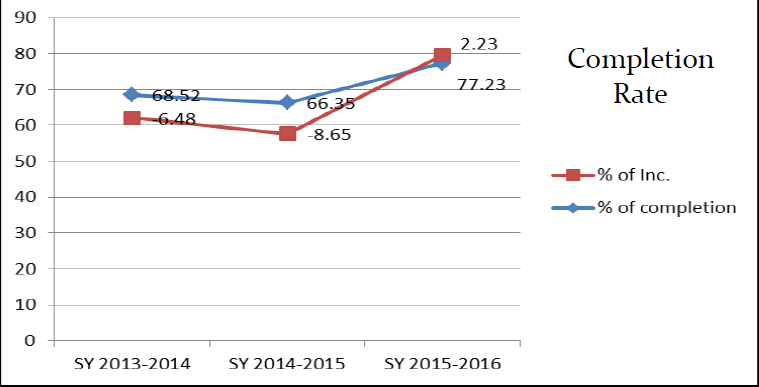 90
80
70
60
50
40
30
20
10
0
68.52
66.35
77.23
-6.48
-8.65
2.23
SY 2013-2014
SY 2014-2015
SY 2015-2016
Completion
Rate
% of Inc.
% of completion